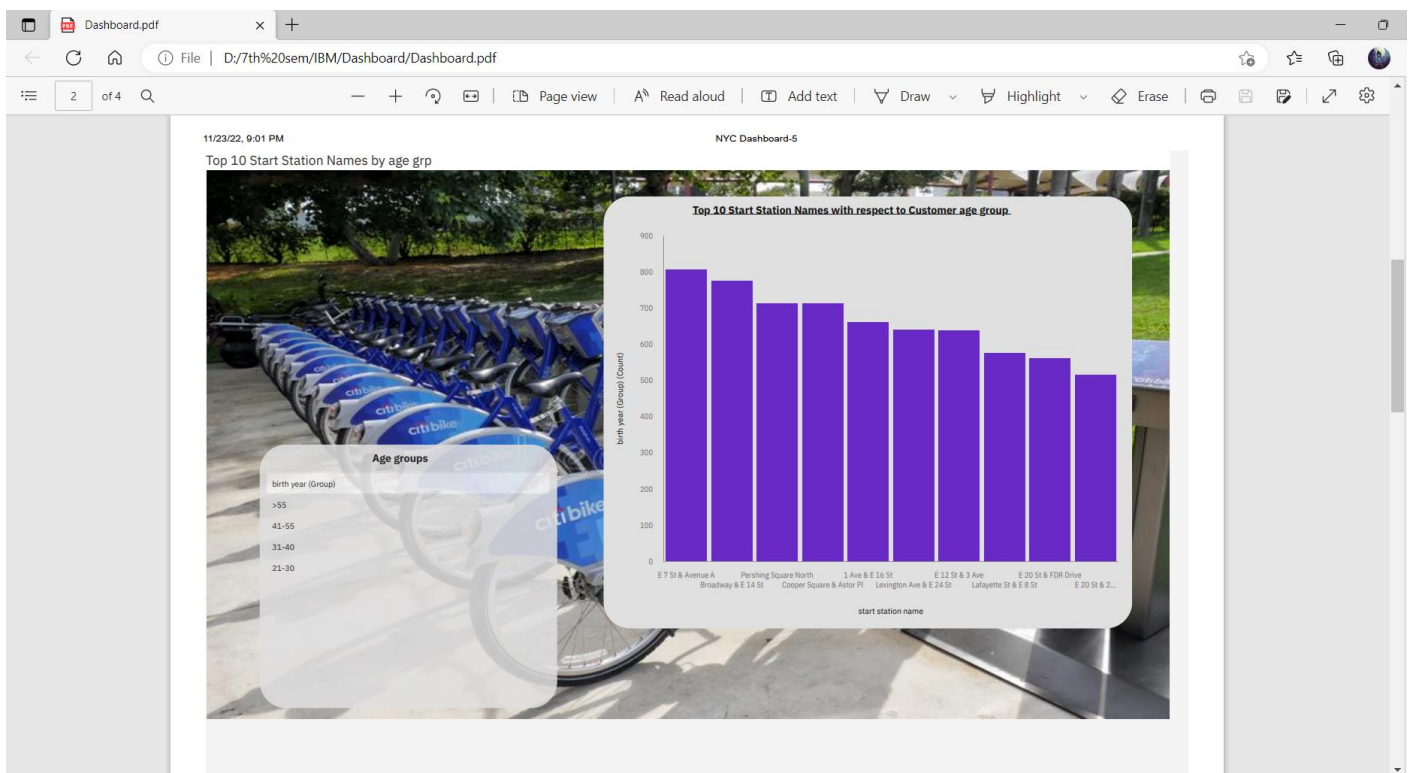 Dashboard.pdf
File | D:/7th%20sem/IBM/Dashboard/Dashboard.pdf
2 of 4 Page view Read aloud Add text Draw Highlight Erase
11/23/22, 9:01 PM NYC Dashboard-5
Top 10 Start Station Names by age grp
Top 10 Start Station Names with respect to Customer age group
900
800
700
600
500
400
300
200
100
0
birth year (Group) (Count)
E 7 St & Avenue A Pershing Square North 1 Ave & E 16 St E 12 St & 3 Ave E 20 St & FDR Drive
Broadway & E 14 St Cooper Square & Astor Pl Lexington Ave & E 24 St Lafayette St & E 8 St E 20 St & 2...
start station name
Age groups
birth year (Group)
>55
41-55
31-40
21-30
citibike
citibike
citibike
citibike
citibike